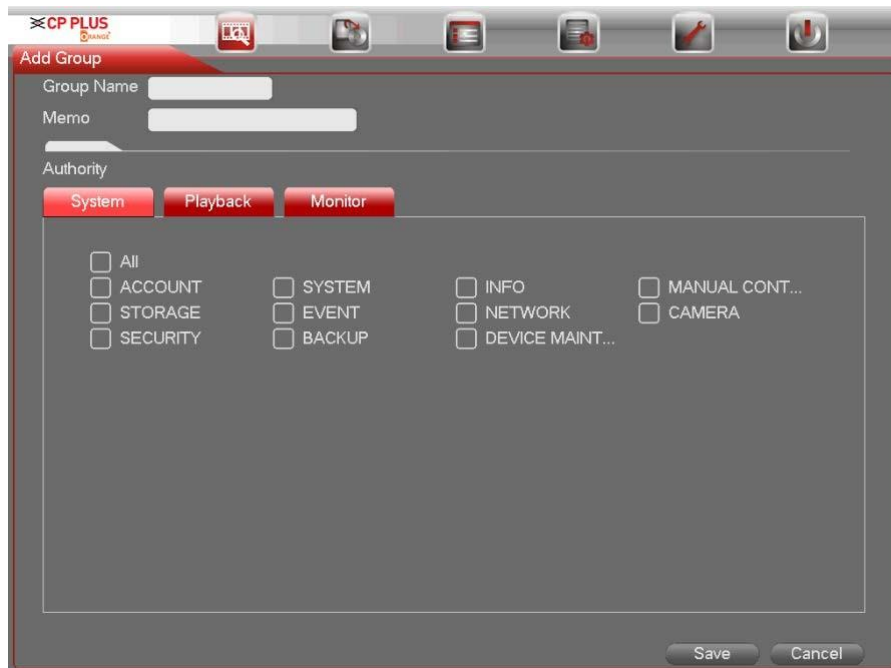 CP PLUS
ORANGE
Add Group
Group Name
Memo
Authority
System Playback Monitor
All
ACCOUNT SYSTEM INFO MANUAL CONT...
STORAGE EVENT NETWORK CAMERA
SECURITY BACKUP DEVICE MAINT...
Save Cancel